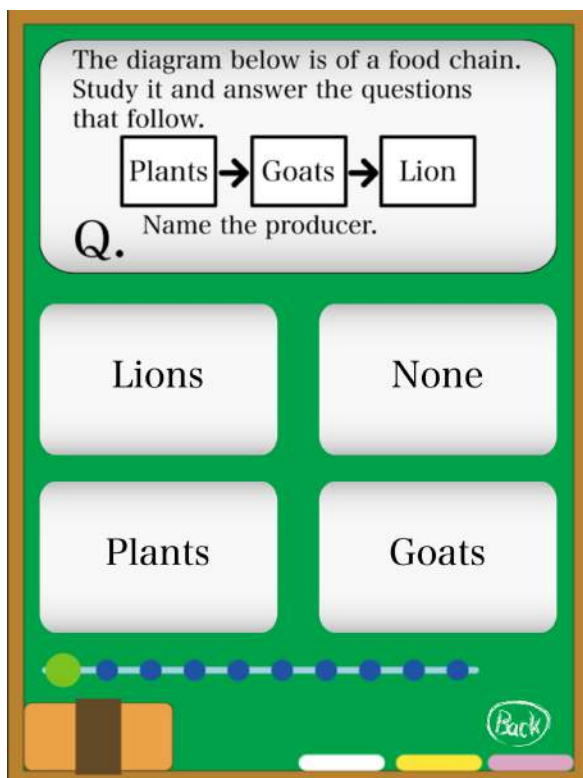 The diagram below is of a food chain.
Study it and answer the questions
that follow.
Plants Goats Lion
Q. Name the producer.
Lions None
Plants Goats
Back